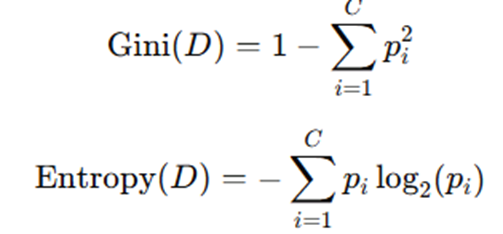 Gini(D) = 1 − ∑_{i=1}^{C} p_i^2
Entropy(D) = − ∑_{i=1}^{C} p_i log_2(p_i)